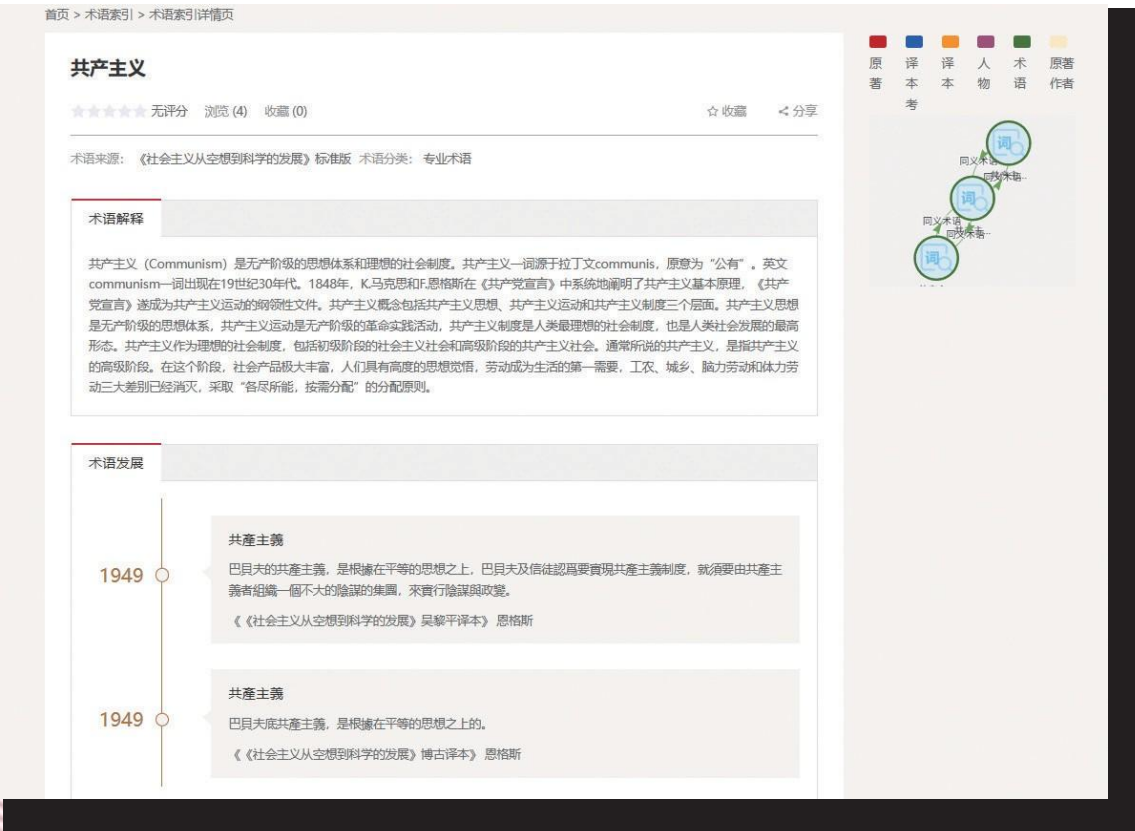 首页 > 术语索引 > 术语索引详情页
共产主义
无评分 浏览 (4) 收藏 (0) 收藏 分享
术语来源： 《社会主义从空想到科学的发展》标准版 术语分类： 专业术语
术语解释
共产主义（Communism）是无产阶级的思想体系和理想的社会制度。共产主义一词源于拉丁文communis，原意为“公有”。英文
communism一词出现在19世纪30年代。1848年，K.马克思和F.恩格斯在《共产党宣言》中系统地阐明了共产主义基本原理，《共产
党宣言》遂成为共产主义运动的纲领性文件。共产主义概念包括共产主义思想、共产主义运动和共产主义制度三个层面。共产主义思想
是无产阶级的思想体系，共产主义运动是无产阶级的革命实践活动，共产主义制度是人类最理想的社会制度，也是人类社会发展的最高
形态。共产主义作为理想的社会制度，包括初级阶段的社会主义社会和高级阶段的共产主义社会。通常所说的共产主义，是指共产主义
的高级阶段。在这个阶段，社会产品极大丰富，人们具有高度的思想觉悟，劳动成为生活的第一需要，工农、城乡、脑力劳动和体力劳
动三大差别已经消灭，采取“各尽所能，按需分配”的分配原则。
术语发展
1949
共產主義
巴貝夫的共產主義，是根據在平等的思想之上，巴貝夫及信徒認爲要實現共產主義制度，就須要由共產主
義者組織一個不大的陰謀的集團，來實行陰謀與政變。
《《社会主义从空想到科学的发展》吴黎平译本》 恩格斯
1949
共產主義
巴貝夫底共產主義，是根據在平等的思想之上的。
《《社会主义从空想到科学的发展》博古译本》 恩格斯
原著
译本考
译本
人物
术语
原著作者
词
同义术语
词
同义术语
词